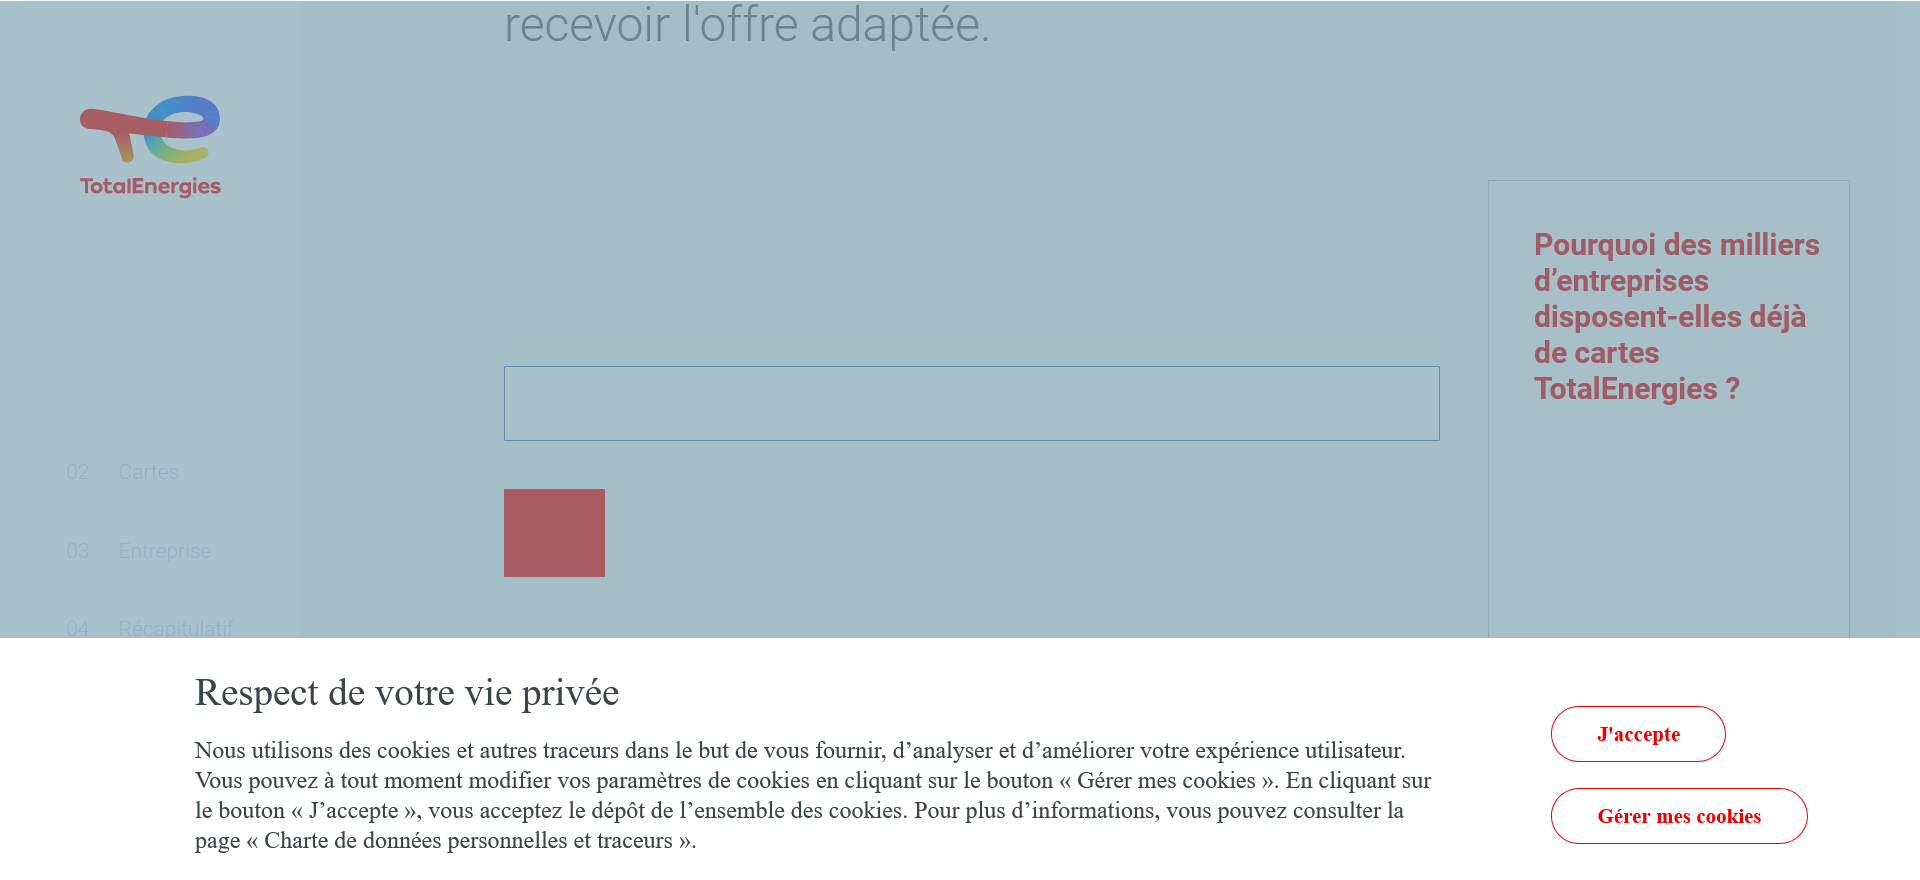 recevoir l'offre adaptée.
TotalEnergies
Pourquoi des milliers
d’entreprises
disposent-elles déjà
de cartes
TotalEnergies ?
02 Cartes
03 Entreprise
04 Récapitulatif
Respect de votre vie privée
Nous utilisons des cookies et autres traceurs dans le but de vous fournir, d’analyser et d’améliorer votre expérience utilisateur.
Vous pouvez à tout moment modifier vos paramètres de cookies en cliquant sur le bouton « Gérer mes cookies ». En cliquant sur
le bouton « J’accepte », vous acceptez le dépôt de l’ensemble des cookies. Pour plus d’informations, vous pouvez consulter la
page « Charte de données personnelles et traceurs ».
J'accepte
Gérer mes cookies